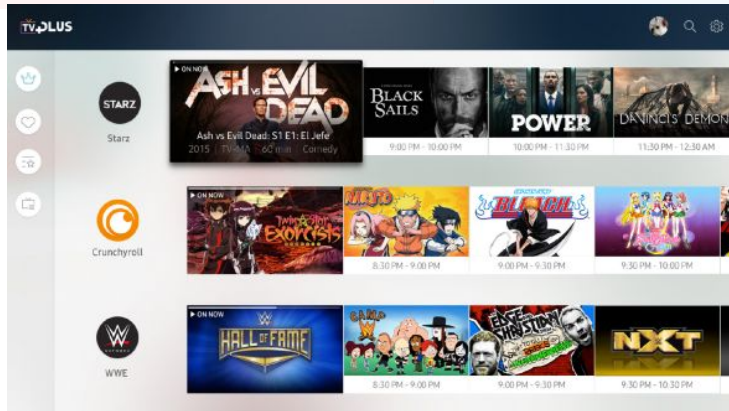 TV PLUS
STARZ
Starz
▶ ON NOW
ASH vs EVIL DEAD
Ash vs Evil Dead: S1 E1: El Jefe
2015 | TV-MA | 60 min | Comedy
BLACK SAILS
9:00 PM - 10:00 PM
POWER
10:00 PM - 11:30 PM
DAVINCI'S DEMON
11:30 PM - 12:30 AM
Crunchyroll
▶ ON NOW
Twin Star
Exorcists
NARUTO
8:30 PM - 9:00 PM
BLEACH
9:00 PM - 9:30 PM
9:30 PM - 10:00 PM
W
NETWORK
WWE
▶ ON NOW
W
HALL OF FAME
CAMP
W
8:30 PM - 9:00 PM
EDGE
AND
CHRISTIAN
9:00 PM - 9:30 PM
NXT
9:30 PM - 10:30 PM